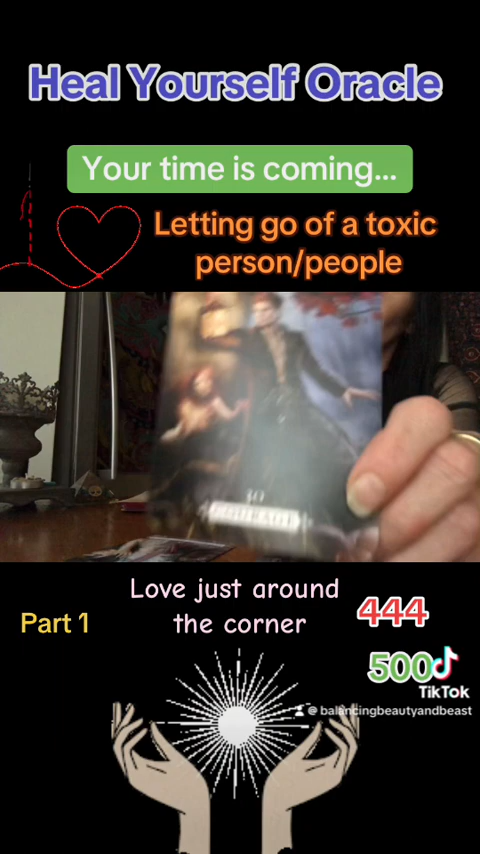 Heal Yourself Oracle
Your time is coming...
Letting go of a toxic
person/people
COURAGE
Love just around
the corner
Part 1
444
500
TikTok
@ balancingbeautyandbeast